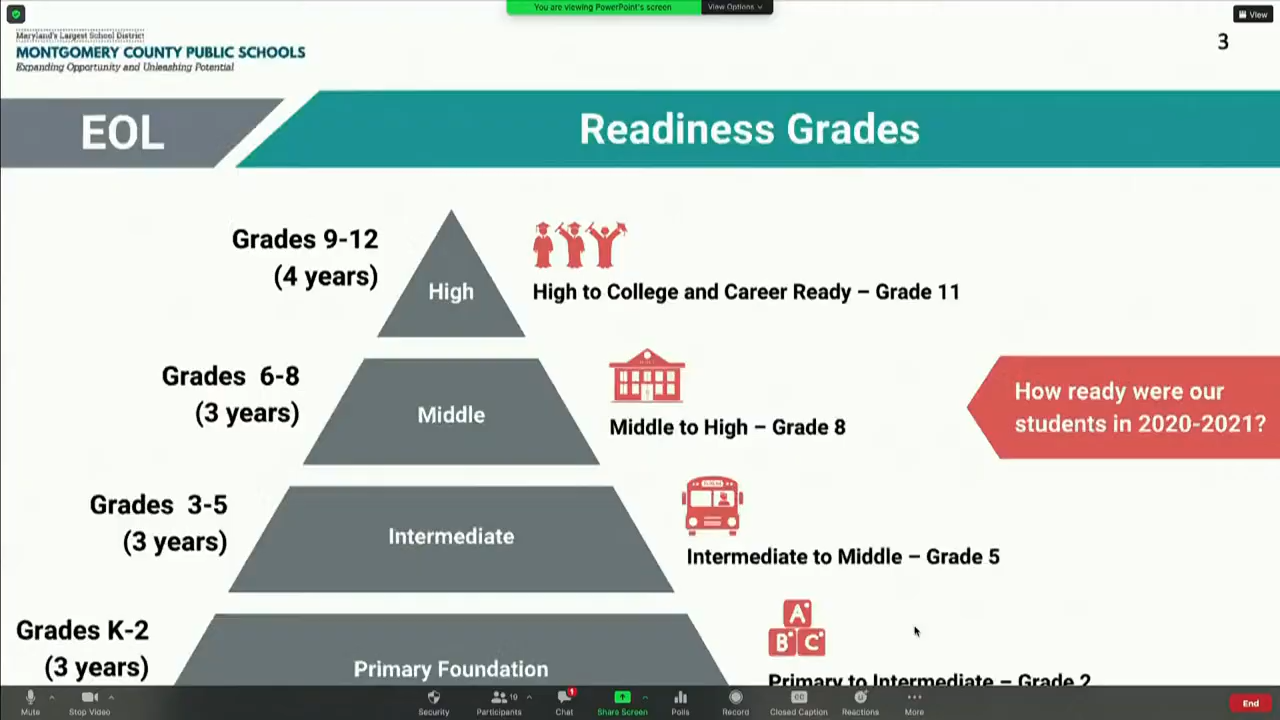 You are viewing PowerPoint's screen
View Options
View
Maryland's Largest School District
MONTGOMERY COUNTY PUBLIC SCHOOLS
Expanding Opportunity and Unleashing Potential
3
EOL
Readiness Grades
Grades 9-12
(4 years)
High
High to College and Career Ready – Grade 11
Grades 6-8
(3 years)
Middle
Middle to High – Grade 8
How ready were our
students in 2020-2021?
Grades 3-5
(3 years)
Intermediate
Intermediate to Middle – Grade 5
Grades K-2
(3 years)
Primary Foundation
A
B C
Primary to Intermediate – Grade 2
Mute
Stop Video
Security
19
Participants
1
Chat
Share Screen
Polls
Record
CC
Closed Caption
Reactions
More
End